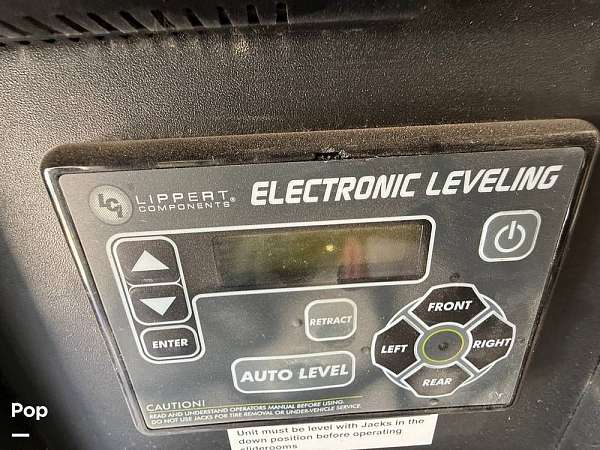 LCI LIPPERT COMPONENTS®
ELECTRONIC LEVELING
ENTER
RETRACT
AUTO LEVEL
FRONT
LEFT
RIGHT
REAR
CAUTION!
READ AND UNDERSTAND OPERATORS MANUAL BEFORE USING.
DO NOT USE JACKS FOR TIRE REMOVAL OR UNDER-VEHICLE SERVICE.
Unit must be level with Jacks in the
down position before operating
sliderooms
Pop